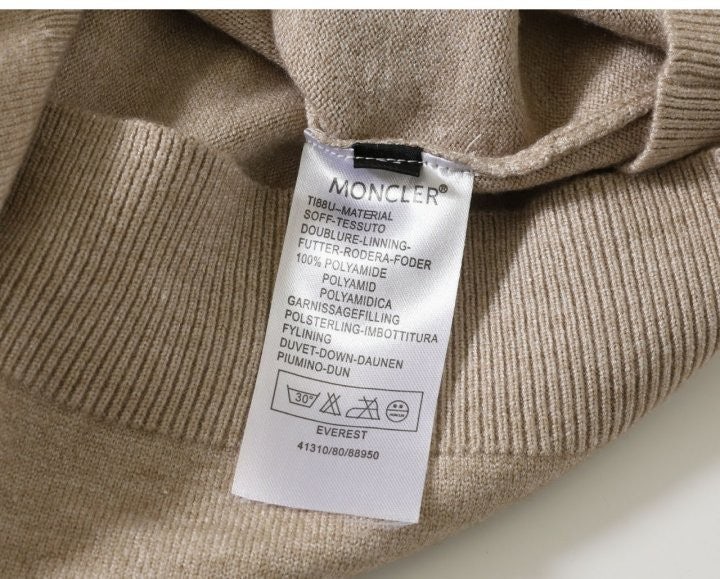 MONCLER®
TI88U-MATERIAL
SOFF-TESSUTO
DOUBLURE-LINNING-
FUTTER-RODERA-FODER
100% POLYAMIDE
POLYAMID
POLYAMIDICA
GARNISSAGEFILLING
POLSTERLING-IMBOTTITURA
FYLINING
DUVET-DOWN-DAUNEN
PIUMINO-DUN
30°
EVEREST
41310/80/88950